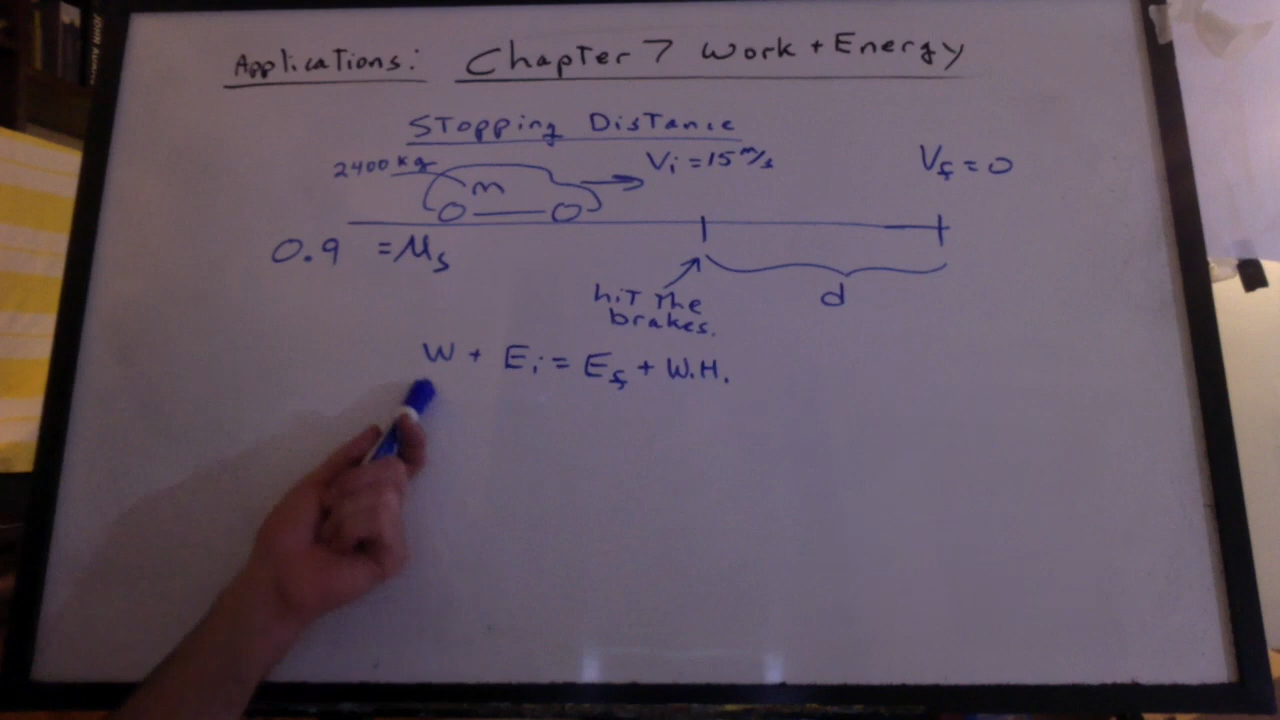 Applications: Chapter 7 Work + Energy
Stopping Distance
2400 kg m Vi = 15 m/s Vf = 0
0.9 = μs
hit the
brakes.
d
W + Ei = Ef + W.H.